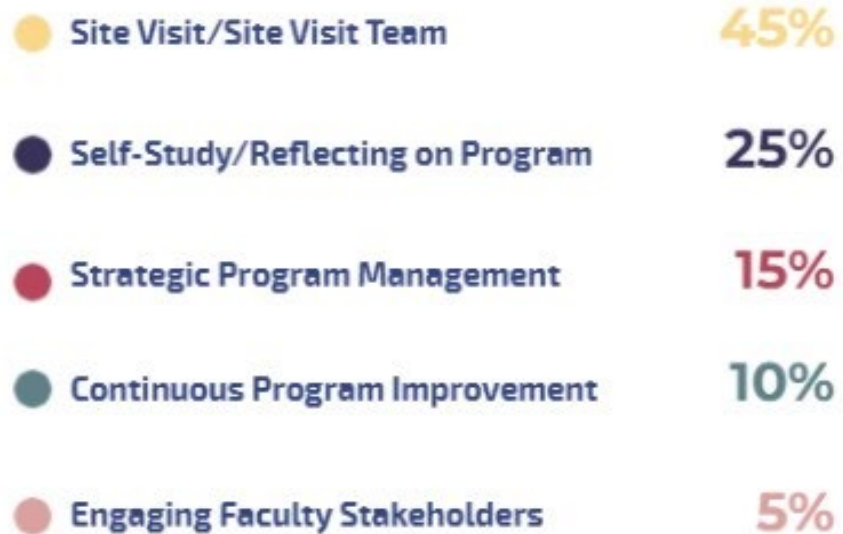 Site Visit/Site Visit Team 45%
Self-Study/Reflecting on Program 25%
Strategic Program Management 15%
Continuous Program Improvement 10%
Engaging Faculty Stakeholders 5%